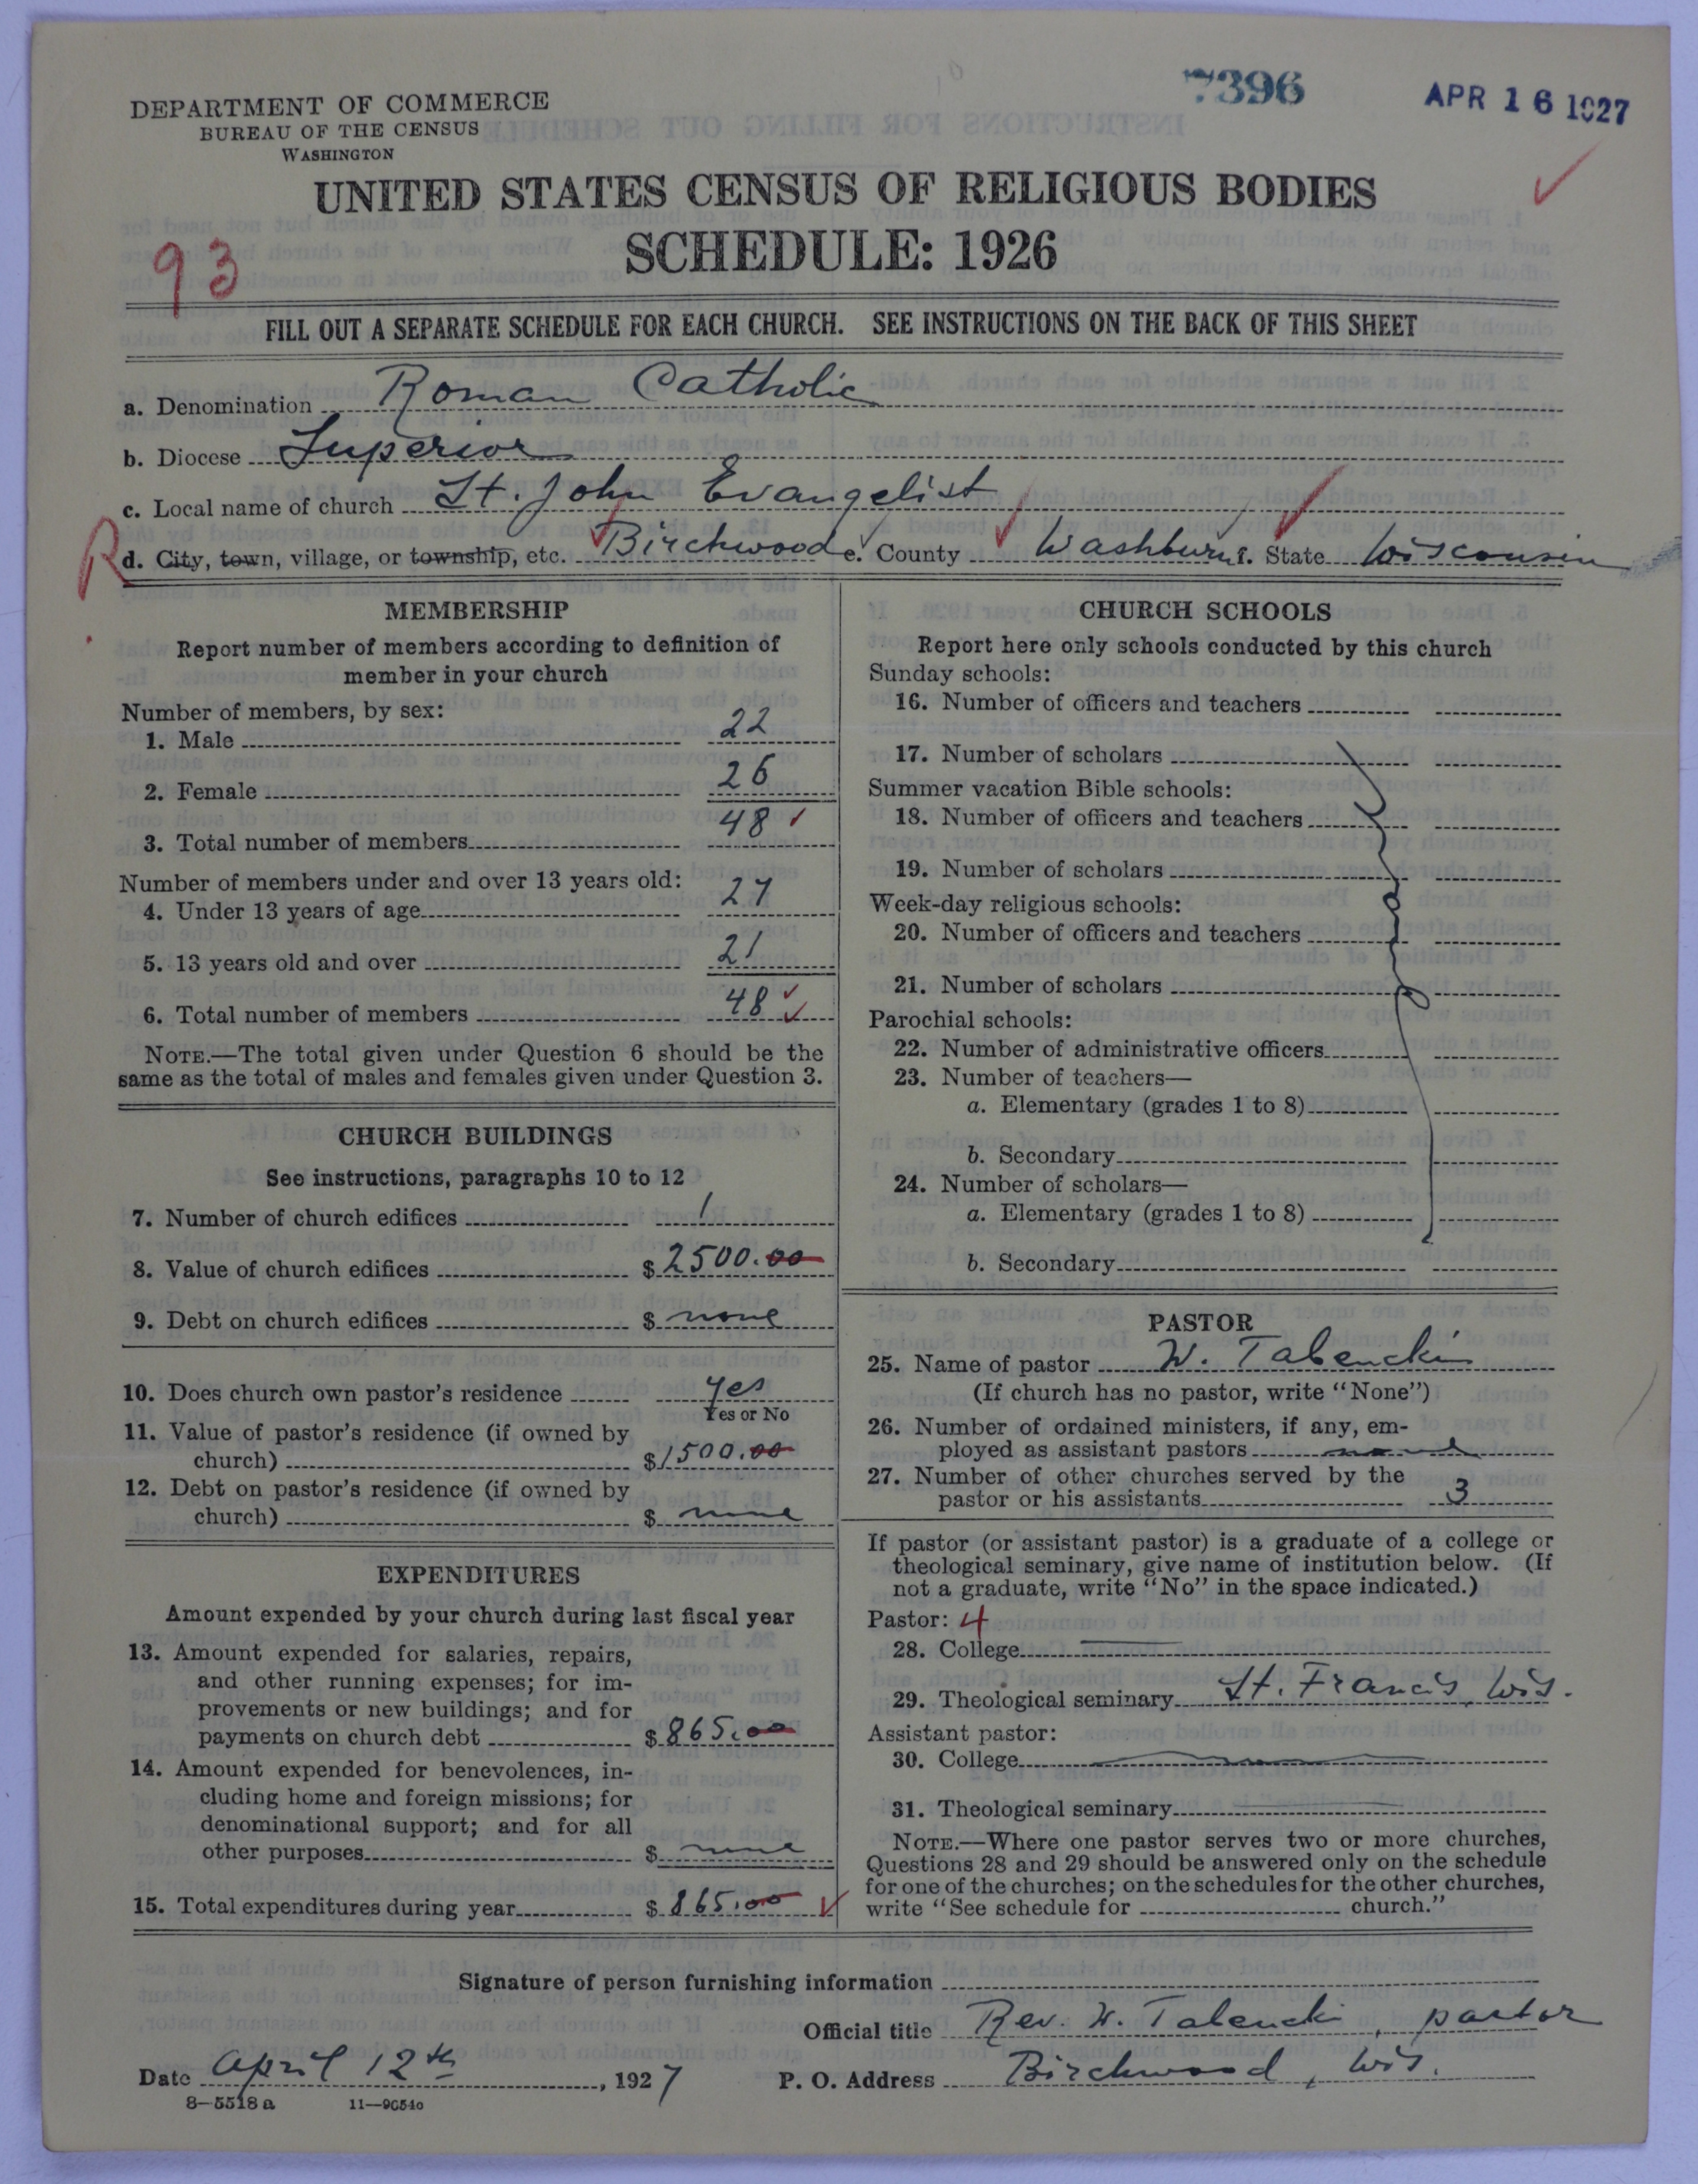 7396
APR 16 1927
DEPARTMENT OF COMMERCE
BUREAU OF THE CENSUS
WASHINGTON
UNITED STATES CENSUS OF RELIGIOUS BODIES
SCHEDULE: 1926
93
FILL OUT A SEPARATE SCHEDULE FOR EACH CHURCH. SEE INSTRUCTIONS ON THE BACK OF THIS SHEET
a. Denomination Roman Catholic
b. Diocese Superior
c. Local name of church St. John Evangelist
R d. City, town, village, or township, etc. Birchwood e. County Washburn f. State Wisconsin
MEMBERSHIP
Report number of members according to definition of
member in your church
Number of members, by sex:
1. Male 22
2. Female 26
3. Total number of members 48
Number of members under and over 13 years old:
4. Under 13 years of age 27
5. 13 years old and over 21
6. Total number of members 48
NOTE.—The total given under Question 6 should be the
same as the total of males and females given under Question 3.
CHURCH BUILDINGS
See instructions, paragraphs 10 to 12
7. Number of church edifices 1
8. Value of church edifices $ 2500.00
9. Debt on church edifices $ none
10. Does church own pastor's residence yes
Yes or No
11. Value of pastor's residence (if owned by
church) $ 1500.00
12. Debt on pastor's residence (if owned by
church) $ none
EXPENDITURES
Amount expended by your church during last fiscal year
13. Amount expended for salaries, repairs,
and other running expenses; for im-
provements or new buildings; and for
payments on church debt $ 865.00
14. Amount expended for benevolences, in-
cluding home and foreign missions; for
denominational support; and for all
other purposes $ none
15. Total expenditures during year $ 865.00
CHURCH SCHOOLS
Report here only schools conducted by this church
Sunday schools:
16. Number of officers and teachers
17. Number of scholars
Summer vacation Bible schools:
18. Number of officers and teachers
19. Number of scholars
Week-day religious schools:
20. Number of officers and teachers
21. Number of scholars
Parochial schools:
22. Number of administrative officers
23. Number of teachers—
a. Elementary (grades 1 to 8)
b. Secondary
24. Number of scholars—
a. Elementary (grades 1 to 8)
b. Secondary
PASTOR
25. Name of pastor W. Tabencki
(If church has no pastor, write "None")
26. Number of ordained ministers, if any, em-
ployed as assistant pastors none
27. Number of other churches served by the
pastor or his assistants 3
If pastor (or assistant pastor) is a graduate of a college or
theological seminary, give name of institution below. (If
not a graduate, write "No" in the space indicated.)
Pastor: 4
28. College
29. Theological seminary St. Francis, Wis.
Assistant pastor:
30. College
31. Theological seminary
NOTE.—Where one pastor serves two or more churches,
Questions 28 and 29 should be answered only on the schedule
for one of the churches; on the schedules for the other churches,
write "See schedule for church."
Signature of person furnishing information
Official title Rev. W. Tabencki, pastor
Date April 12th, 1927 P. O. Address Birchwood, Wis.
8—5518a 11—9054o